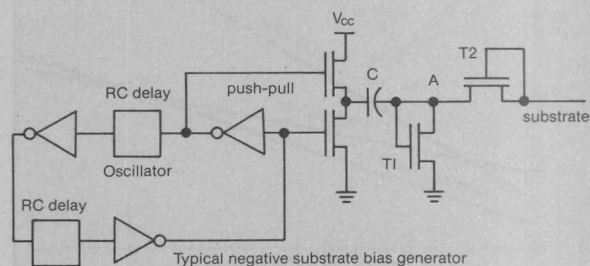 Vcc
T2
C
A
RC delay
push-pull
substrate
T1
Oscillator
RC delay
Typical negative substrate bias generator